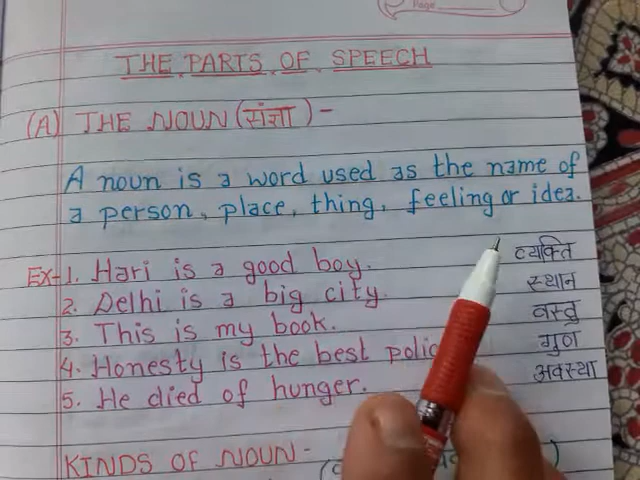 Page
THE PARTS OF SPEECH
(A) THE NOUN (संज्ञा) -
A noun is a word used as the name of
a person, place, thing, feeling or idea.
Ex- 1. Hari is a good boy. व्यक्ति
2. Delhi is a big city. स्थान
3. This is my book. वस्तु
4. Honesty is the best गुण
5. He died of hunger. अवस्था
KINDS OF NOUN-